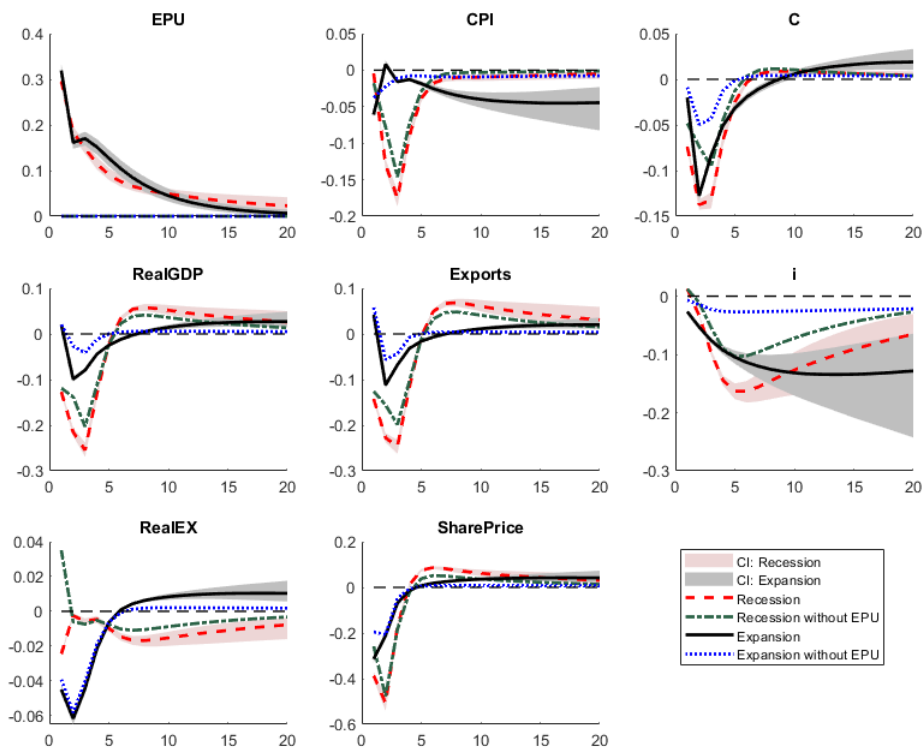 EPU
0.4
0.3
0.2
0.1
0
0 5 10 15 20
CPI
0.05
0
-0.05
-0.1
-0.15
-0.2
0 5 10 15 20
C
0.05
0
-0.05
-0.1
-0.15
0 5 10 15 20
RealGDP
0.1
0
-0.1
-0.2
-0.3
0 5 10 15 20
Exports
0.1
0
-0.1
-0.2
-0.3
0 5 10 15 20
i
0
-0.1
-0.2
-0.3
0 5 10 15 20
RealEX
0.04
0.02
0
-0.02
-0.04
-0.06
0 5 10 15 20
SharePrice
0.2
0
-0.2
-0.4
-0.6
0 5 10 15 20
CI: Recession
CI: Expansion
Recession
Recession without EPU
Expansion
Expansion without EPU